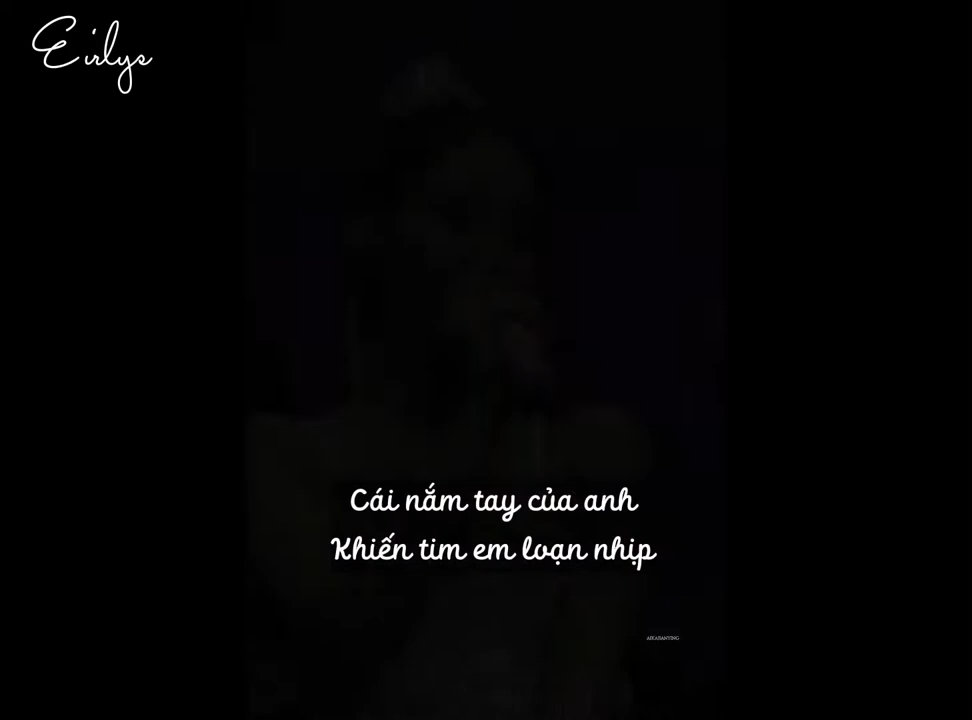 Eirlys
Cái nắm tay của anh
Khiến tim em loạn nhịp